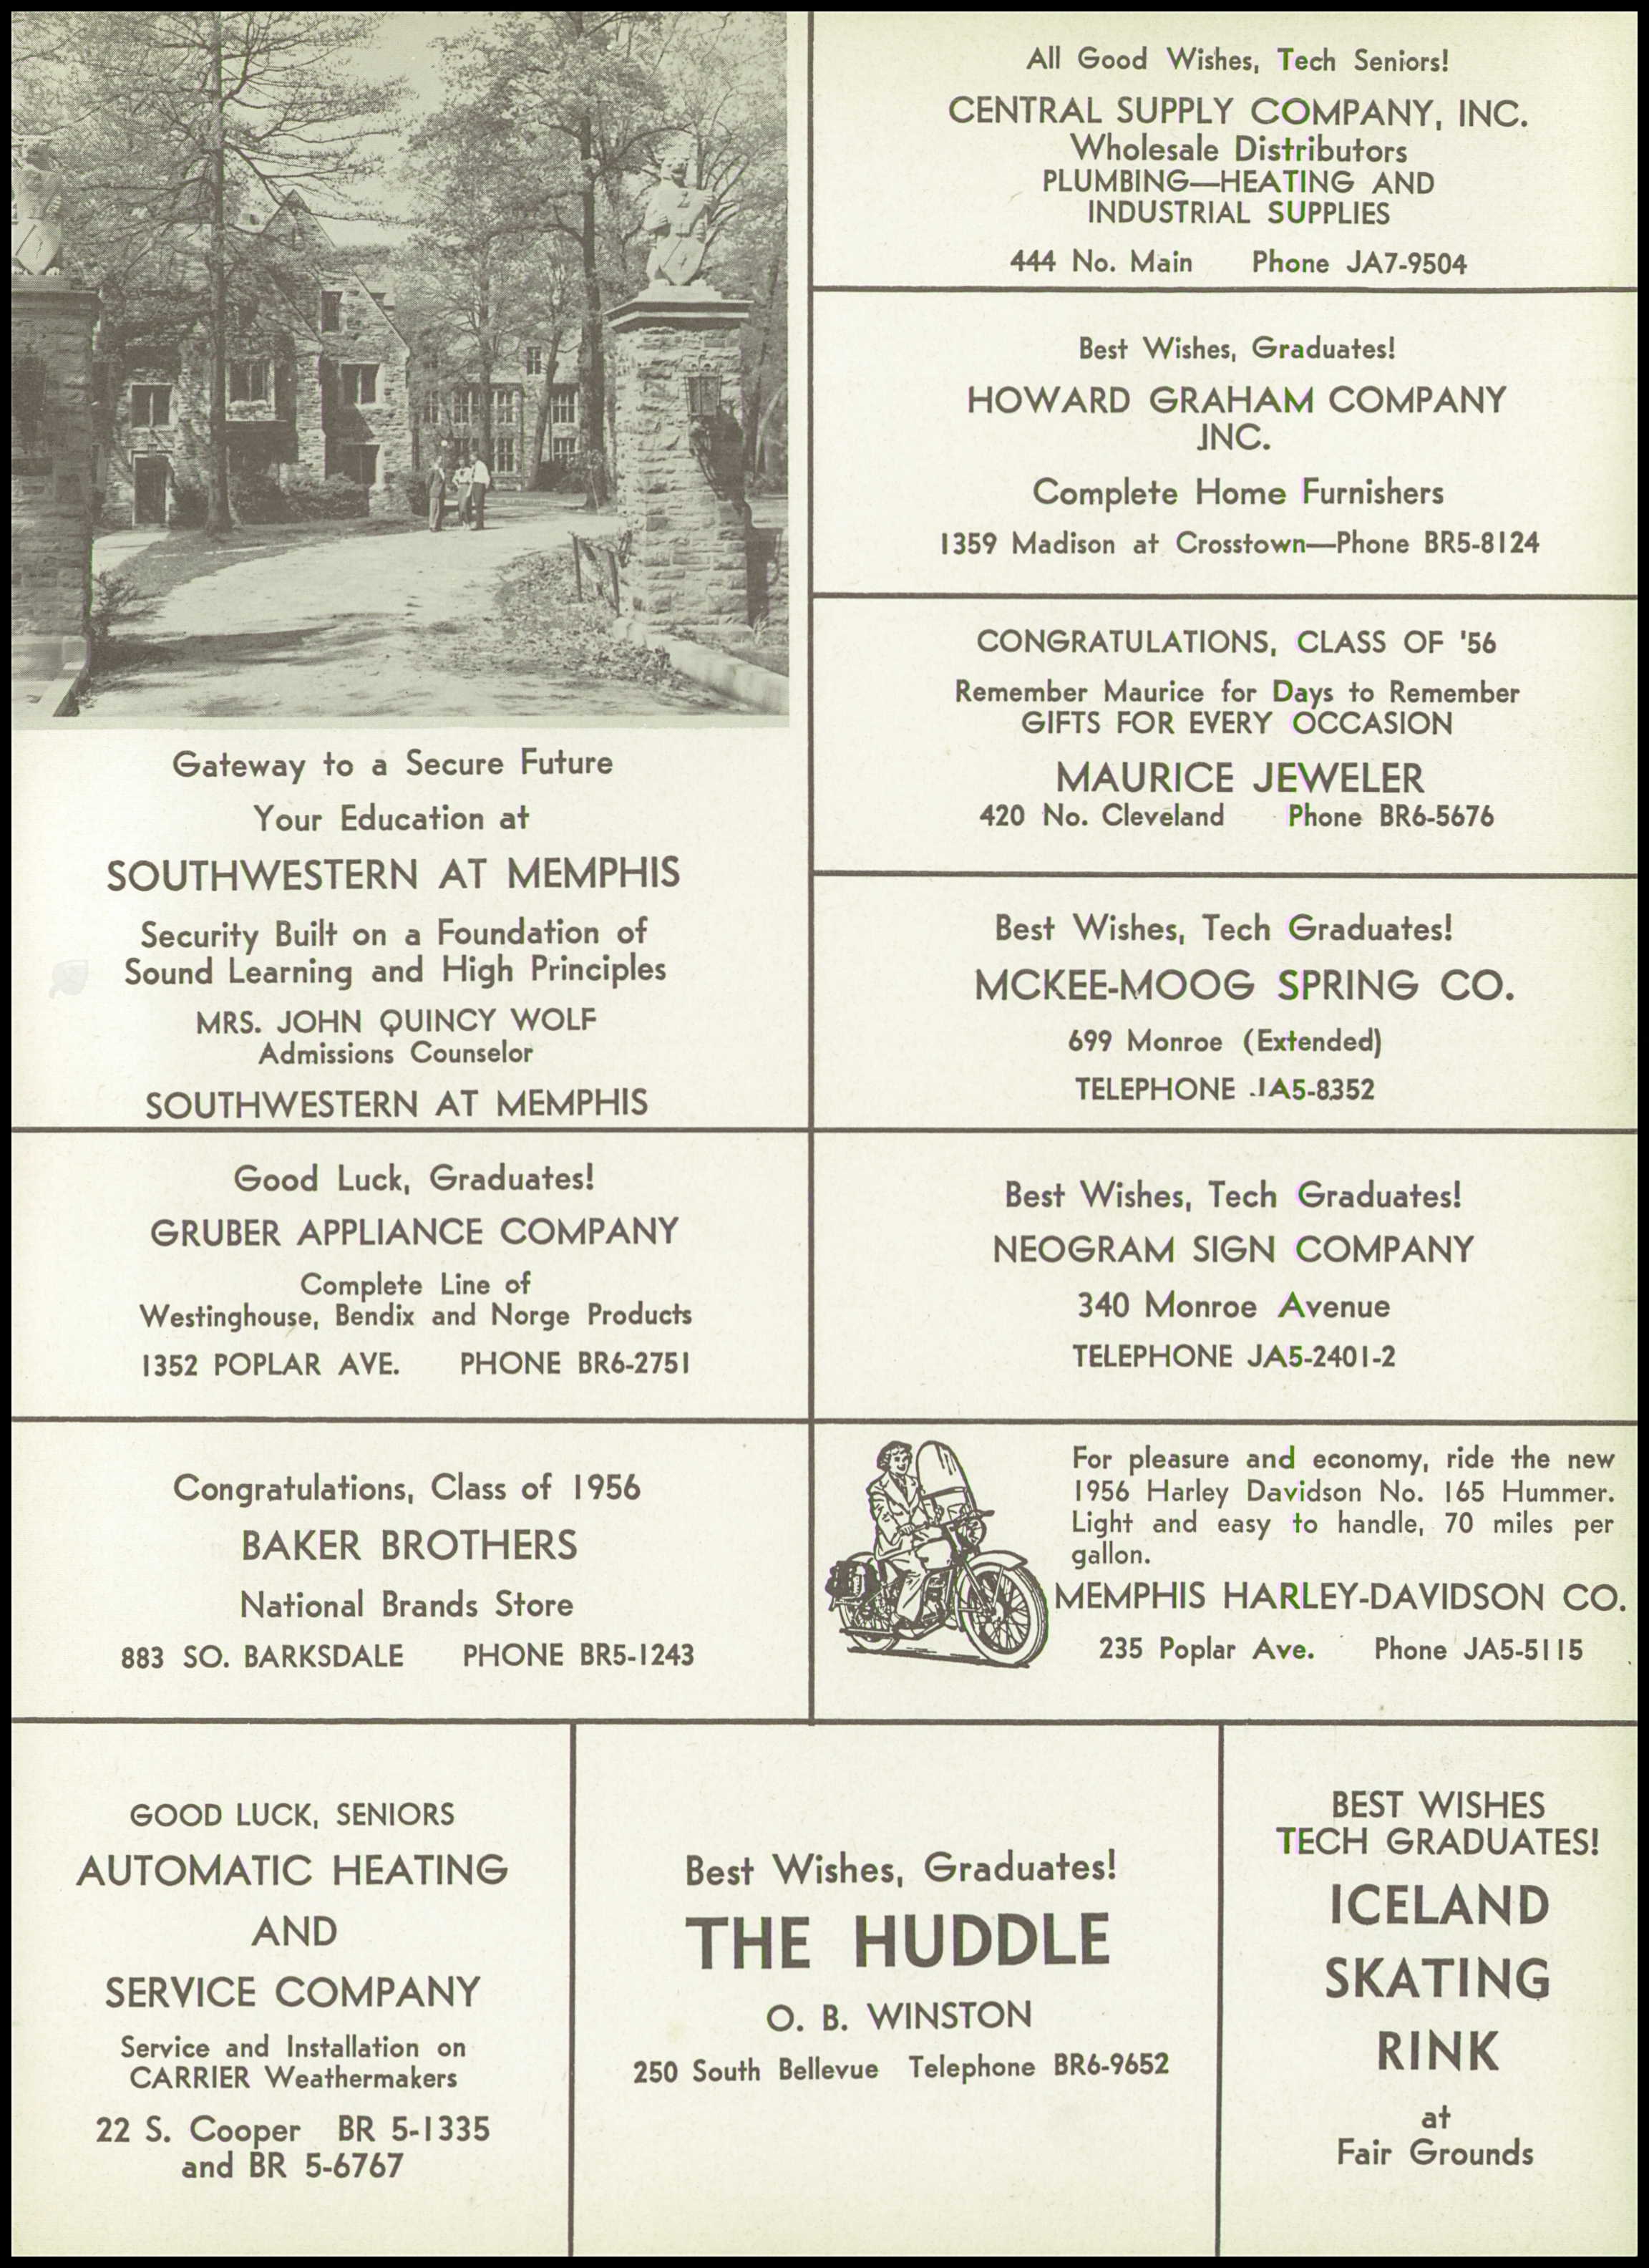 Gateway to a Secure Future
Your Education at
SOUTHWESTERN AT MEMPHIS
Security Built on a Foundation of
Sound Learning and High Principles
MRS. JOHN QUINCY WOLF
Admissions Counselor
SOUTHWESTERN AT MEMPHIS
All Good Wishes, Tech Seniors!
CENTRAL SUPPLY COMPANY, INC.
Wholesale Distributors
PLUMBING—HEATING AND
INDUSTRIAL SUPPLIES
444 No. Main Phone JA7-9504
Best Wishes, Graduates!
HOWARD GRAHAM COMPANY
INC.
Complete Home Furnishers
1359 Madison at Crosstown—Phone BR5-8124
CONGRATULATIONS, CLASS OF '56
Remember Maurice for Days to Remember
GIFTS FOR EVERY OCCASION
MAURICE JEWELER
420 No. Cleveland Phone BR6-5676
Best Wishes, Tech Graduates!
MCKEE-MOOG SPRING CO.
699 Monroe (Extended)
TELEPHONE JA5-8352
Good Luck, Graduates!
GRUBER APPLIANCE COMPANY
Complete Line of
Westinghouse, Bendix and Norge Products
1352 POPLAR AVE. PHONE BR6-2751
Best Wishes, Tech Graduates!
NEOGRAM SIGN COMPANY
340 Monroe Avenue
TELEPHONE JA5-2401-2
Congratulations, Class of 1956
BAKER BROTHERS
National Brands Store
883 SO. BARKSDALE PHONE BR5-1243
For pleasure and economy, ride the new
1956 Harley Davidson No. 165 Hummer.
Light and easy to handle, 70 miles per
gallon.
MEMPHIS HARLEY-DAVIDSON CO.
235 Poplar Ave. Phone JA5-5115
GOOD LUCK, SENIORS
AUTOMATIC HEATING
AND
SERVICE COMPANY
Service and Installation on
CARRIER Weathermakers
22 S. Cooper BR 5-1335
and BR 5-6767
Best Wishes, Graduates!
THE HUDDLE
O. B. WINSTON
250 South Bellevue Telephone BR6-9652
BEST WISHES
TECH GRADUATES!
ICELAND
SKATING
RINK
at
Fair Grounds